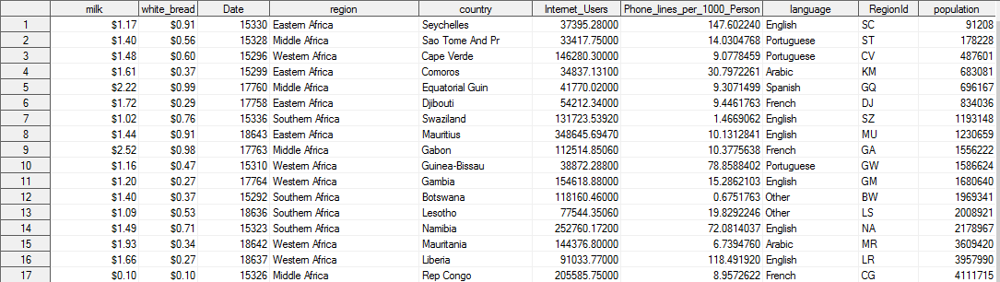 milk white_bread Date region country Internet_Users Phone_lines_per_1000_Person language RegionId population
1 $1.17 $0.91 15330 Eastern Africa Seychelles 37395.28000 147.602240 English SC 91208
2 $1.40 $0.56 15328 Middle Africa Sao Tome And Pr 33417.75000 14.0304768 Portuguese ST 178228
3 $1.48 $0.60 15296 Western Africa Cape Verde 146280.30000 9.0778459 Portuguese CV 487601
4 $1.61 $0.37 15299 Eastern Africa Comoros 34837.13100 30.7972261 Arabic KM 683081
5 $2.22 $0.99 17760 Middle Africa Equatorial Guin 41770.02000 9.3071499 Spanish GQ 696167
6 $1.72 $0.29 17758 Eastern Africa Djibouti 54212.34000 9.4461763 French DJ 834036
7 $1.02 $0.76 15336 Southern Africa Swaziland 131723.53920 1.4669062 English SZ 1193148
8 $1.44 $0.91 18643 Eastern Africa Mauritius 348645.69470 10.1312841 English MU 1230659
9 $2.52 $0.98 17763 Middle Africa Gabon 112514.85060 10.3775638 French GA 1556222
10 $1.16 $0.47 15310 Western Africa Guinea-Bissau 38872.28800 78.8588402 Portuguese GW 1586624
11 $1.20 $0.27 17764 Western Africa Gambia 154618.88000 15.2862103 English GM 1680640
12 $1.40 $0.37 15292 Southern Africa Botswana 118160.46000 0.6751763 Other BW 1969341
13 $1.09 $0.53 18636 Southern Africa Lesotho 77544.35060 19.8292246 Other LS 2008921
14 $1.49 $0.71 15323 Southern Africa Namibia 252760.17200 72.0814037 English NA 2178967
15 $1.93 $0.34 18642 Western Africa Mauritania 144376.80000 6.7394760 Arabic MR 3609420
16 $1.66 $0.27 18637 Western Africa Liberia 91033.77000 118.491920 English LR 3957990
17 $0.10 $0.10 15326 Middle Africa Rep Congo 205585.75000 8.9572622 French CG 4111715